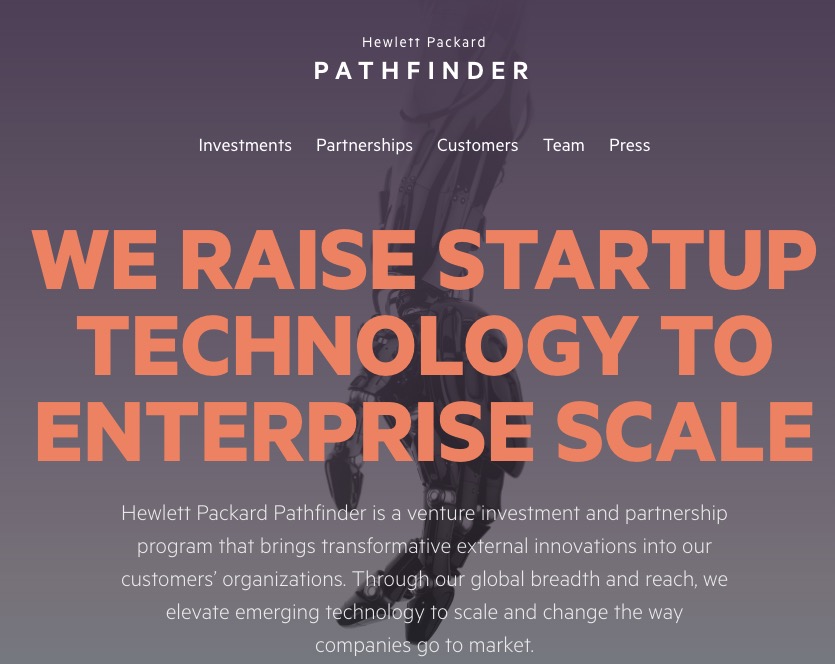 Hewlett Packard
PATHFINDER
Investments Partnerships Customers Team Press
WE RAISE STARTUP
TECHNOLOGY TO
ENTERPRISE SCALE
Hewlett Packard Pathfinder is a venture investment and partnership
program that brings transformative external innovations into our
customers’ organizations. Through our global breadth and reach, we
elevate emerging technology to scale and change the way
companies go to market.